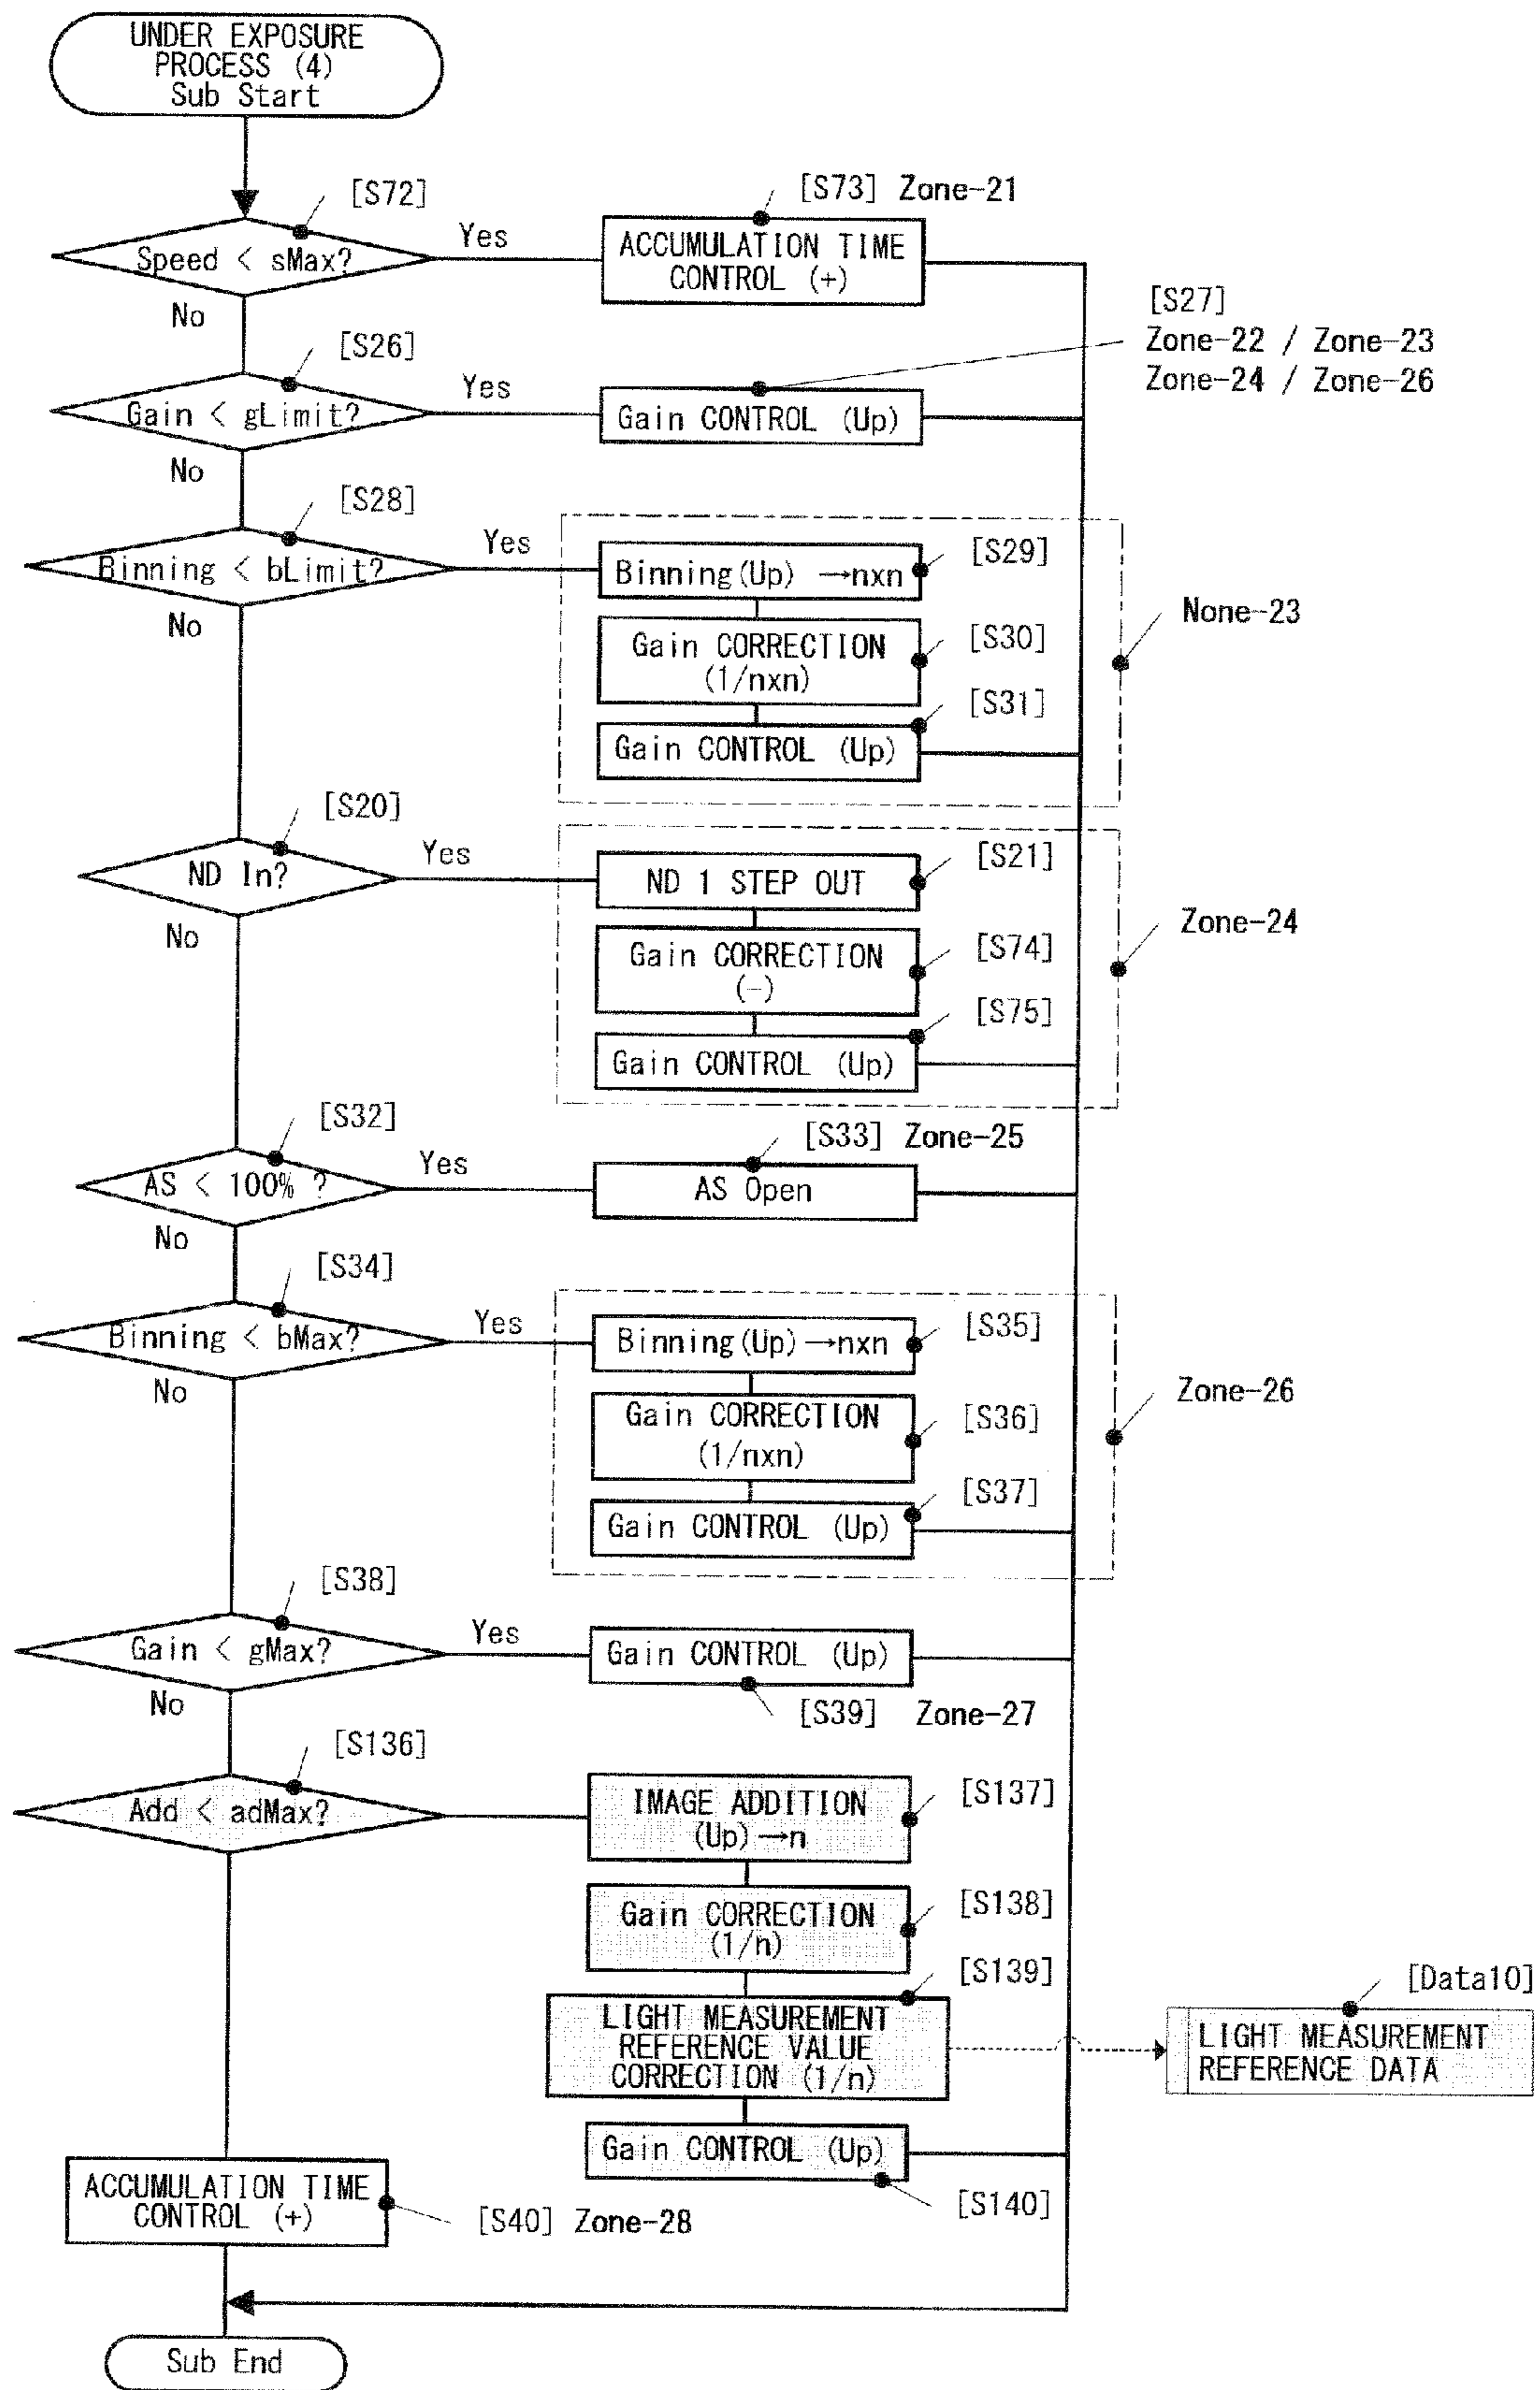 UNDER EXPOSURE
PROCESS (4)
Sub Start
[S72]
Speed < sMax?
Yes
No
[S73] Zone-21
ACCUMULATION TIME
CONTROL (+)
[S26]
Gain < gLimit?
Yes
No
[S27]
Zone-22 / Zone-23
Zone-24 / Zone-26
Gain CONTROL (Up)
[S28]
Binning < bLimit?
Yes
No
Binning(Up) →nxn
[S29]
Gain CORRECTION
(1/nxn)
[S30]
Gain CONTROL (Up)
[S31]
None-23
[S20]
ND In?
Yes
No
ND 1 STEP OUT
[S21]
Gain CORRECTION
(-)
[S74]
Gain CONTROL (Up)
[S75]
Zone-24
[S32]
AS < 100% ?
Yes
No
[S33] Zone-25
AS Open
[S34]
Binning < bMax?
Yes
No
Binning(Up)→nxn
[S35]
Gain CORRECTION
(1/nxn)
[S36]
Gain CONTROL (Up)
[S37]
Zone-26
[S38]
Gain < gMax?
Yes
No
Gain CONTROL (Up)
[S39] Zone-27
[S136]
Add < adMax?
IMAGE ADDITION
(Up)→n
[S137]
Gain CORRECTION
(1/n)
[S138]
LIGHT MEASUREMENT
REFERENCE VALUE
CORRECTION (1/n)
[S139]
[Data10]
LIGHT MEASUREMENT
REFERENCE DATA
Gain CONTROL (Up)
[S140]
ACCUMULATION TIME
CONTROL (+)
[S40] Zone-28
Sub End